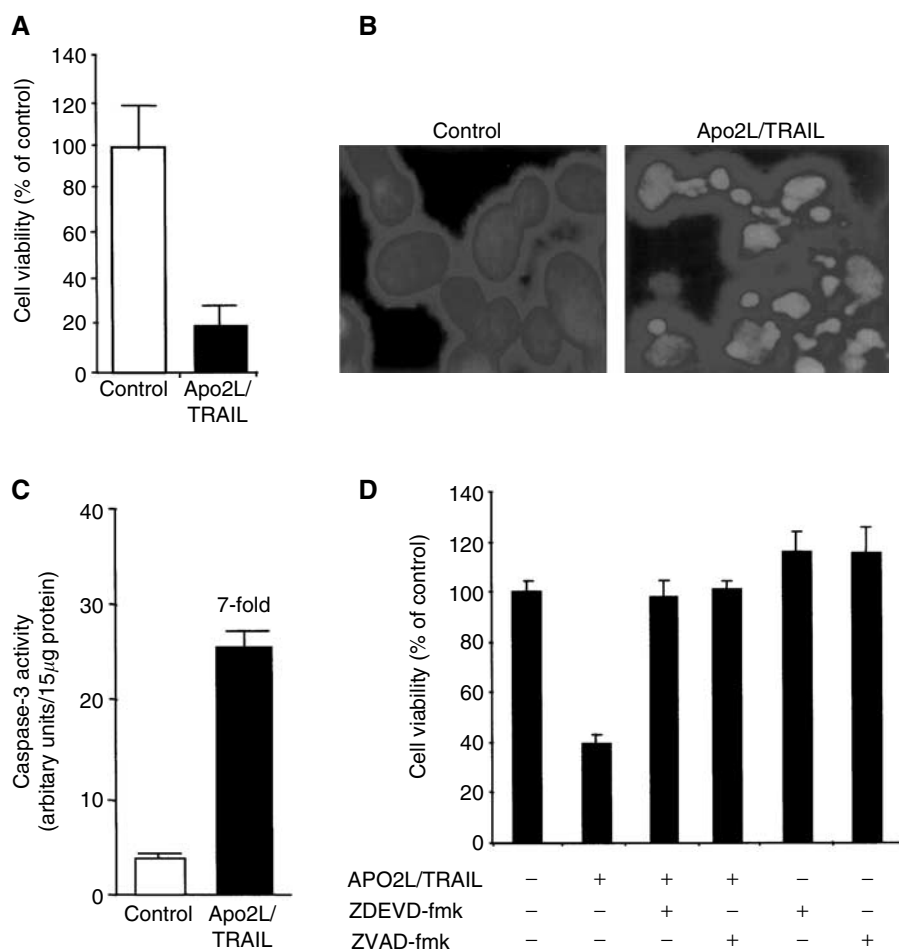 A
Cell viability (% of control)
140
120
100
80
60
40
20
0
Control
Apo2L/
TRAIL
B
Control
Apo2L/TRAIL
C
Caspase-3 activity
(arbitary units/15μg protein)
40
30
20
10
0
7-fold
Control
Apo2L/
TRAIL
D
Cell viability (% of control)
140
120
100
80
60
40
20
0
APO2L/TRAIL − + + + − −
ZDEVD-fmk − − + − + −
ZVAD-fmk − − − + − +